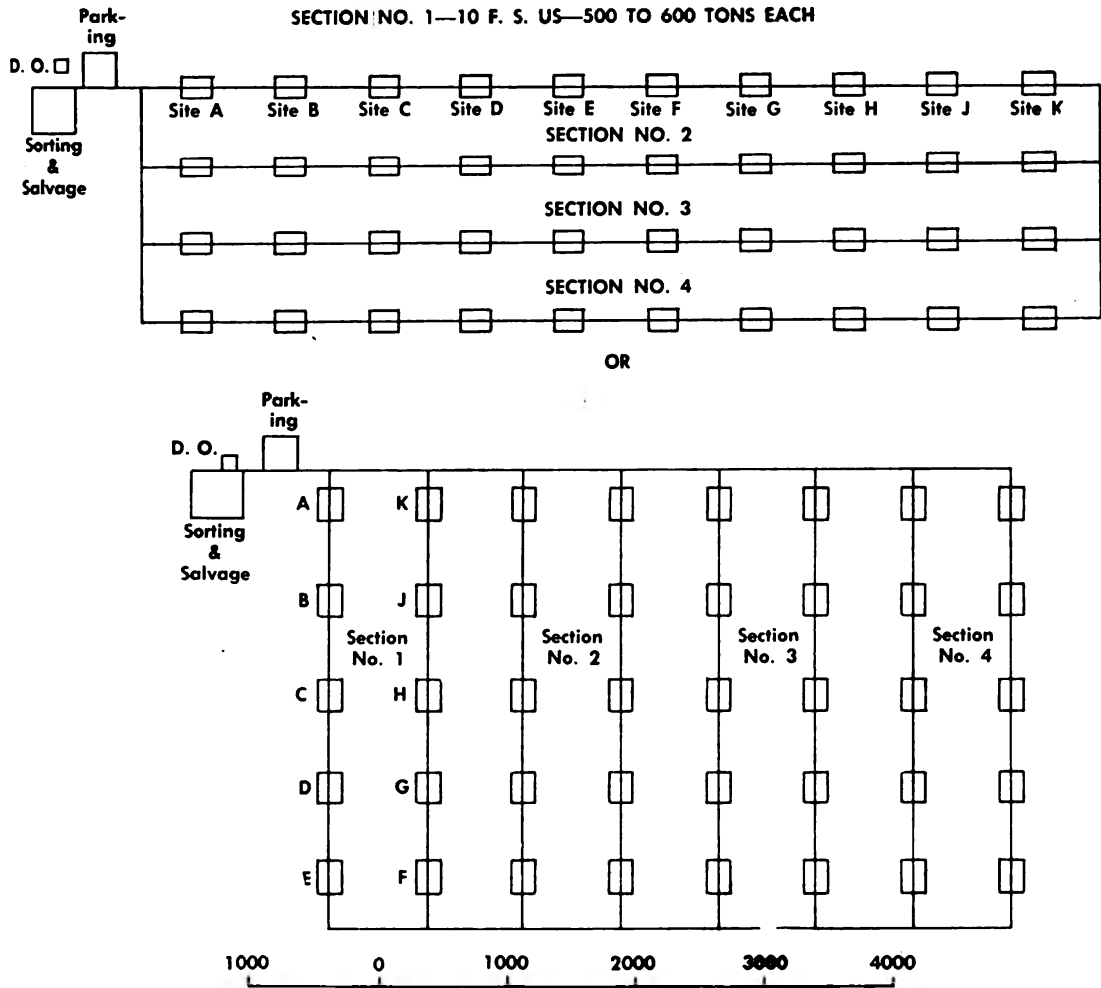 SECTION NO. 1—10 F. S. US—500 TO 600 TONS EACH
Park-
ing
D. O.
Sorting
&
Salvage
Site A Site B Site C Site D Site E Site F Site G Site H Site J Site K
SECTION NO. 2
SECTION NO. 3
SECTION NO. 4
OR
Park-
ing
D. O.
Sorting
&
Salvage
A K
B J
Section
No. 1
Section
No. 2
Section
No. 3
Section
No. 4
C H
D G
E F
1000 0 1000 2000 3000 4000